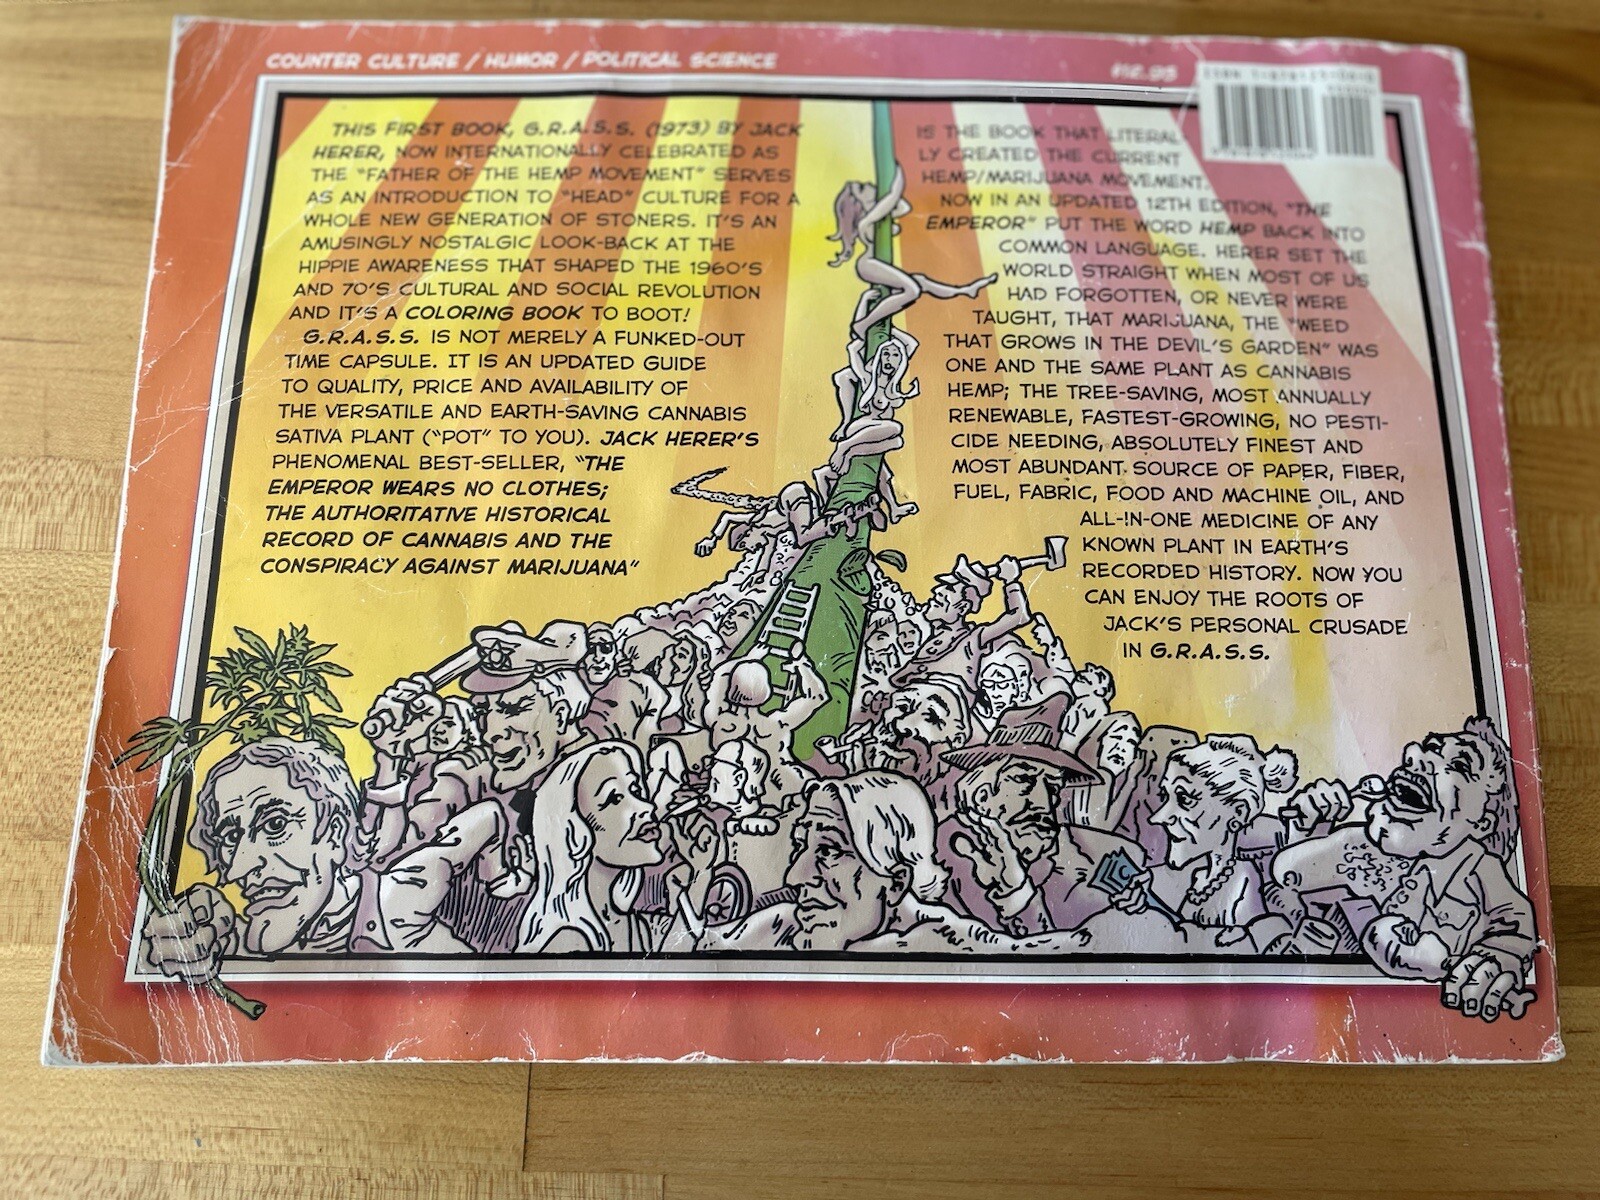 COUNTER CULTURE / HUMOR / POLITICAL SCIENCE
$12.95
THIS FIRST BOOK, G.R.A.S.S. (1973) BY JACK
HERER, NOW INTERNATIONALLY CELEBRATED AS
THE "FATHER OF THE HEMP MOVEMENT" SERVES
AS AN INTRODUCTION TO "HEAD" CULTURE FOR A
WHOLE NEW GENERATION OF STONERS. IT'S AN
AMUSINGLY NOSTALGIC LOOK-BACK AT THE
HIPPIE AWARENESS THAT SHAPED THE 1960'S
AND 70'S CULTURAL AND SOCIAL REVOLUTION
AND IT'S A COLORING BOOK TO BOOT!
G.R.A.S.S. IS NOT MERELY A FUNKED-OUT
TIME CAPSULE. IT IS AN UPDATED GUIDE
TO QUALITY, PRICE AND AVAILABILITY OF
THE VERSATILE AND EARTH-SAVING CANNABIS
SATIVA PLANT ("POT" TO YOU). JACK HERER'S
PHENOMENAL BEST-SELLER, "THE
EMPEROR WEARS NO CLOTHES;
THE AUTHORITATIVE HISTORICAL
RECORD OF CANNABIS AND THE
CONSPIRACY AGAINST MARIJUANA"
IS THE BOOK THAT LITERAL-
LY CREATED THE CURRENT
HEMP/MARIJUANA MOVEMENT.
NOW IN AN UPDATED 12TH EDITION, "THE
EMPEROR" PUT THE WORD HEMP BACK INTO
COMMON LANGUAGE. HERER SET THE
WORLD STRAIGHT WHEN MOST OF US
HAD FORGOTTEN, OR NEVER WERE
TAUGHT, THAT MARIJUANA, THE "WEED
THAT GROWS IN THE DEVIL'S GARDEN" WAS
ONE AND THE SAME PLANT AS CANNABIS
HEMP; THE TREE-SAVING, MOST ANNUALLY
RENEWABLE, FASTEST-GROWING, NO PESTI-
CIDE NEEDING, ABSOLUTELY FINEST AND
MOST ABUNDANT SOURCE OF PAPER, FIBER,
FUEL, FABRIC, FOOD AND MACHINE OIL, AND
ALL-IN-ONE MEDICINE OF ANY
KNOWN PLANT IN EARTH'S
RECORDED HISTORY. NOW YOU
CAN ENJOY THE ROOTS OF
JACK'S PERSONAL CRUSADE
IN G.R.A.S.S.